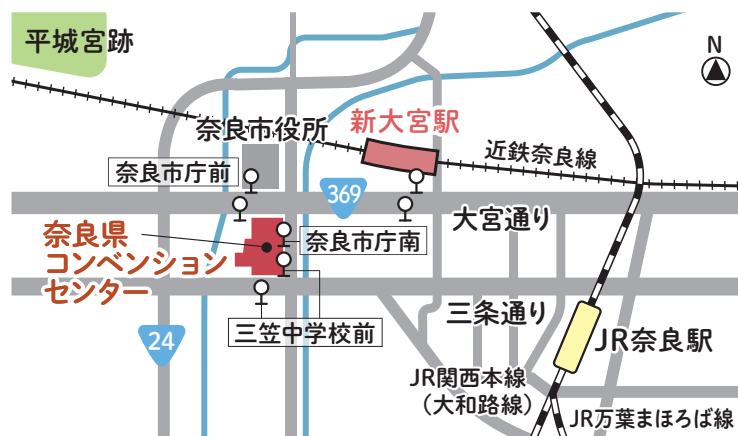 平城宮跡
N
奈良市役所
新大宮駅
近鉄奈良線
奈良市庁前
369
大宮通り
奈良県
コンベンション
センター
奈良市庁南
三笠中学校前
三条通り
24
JR奈良駅
JR関西本線
（大和路線）
JR万葉まほろば線